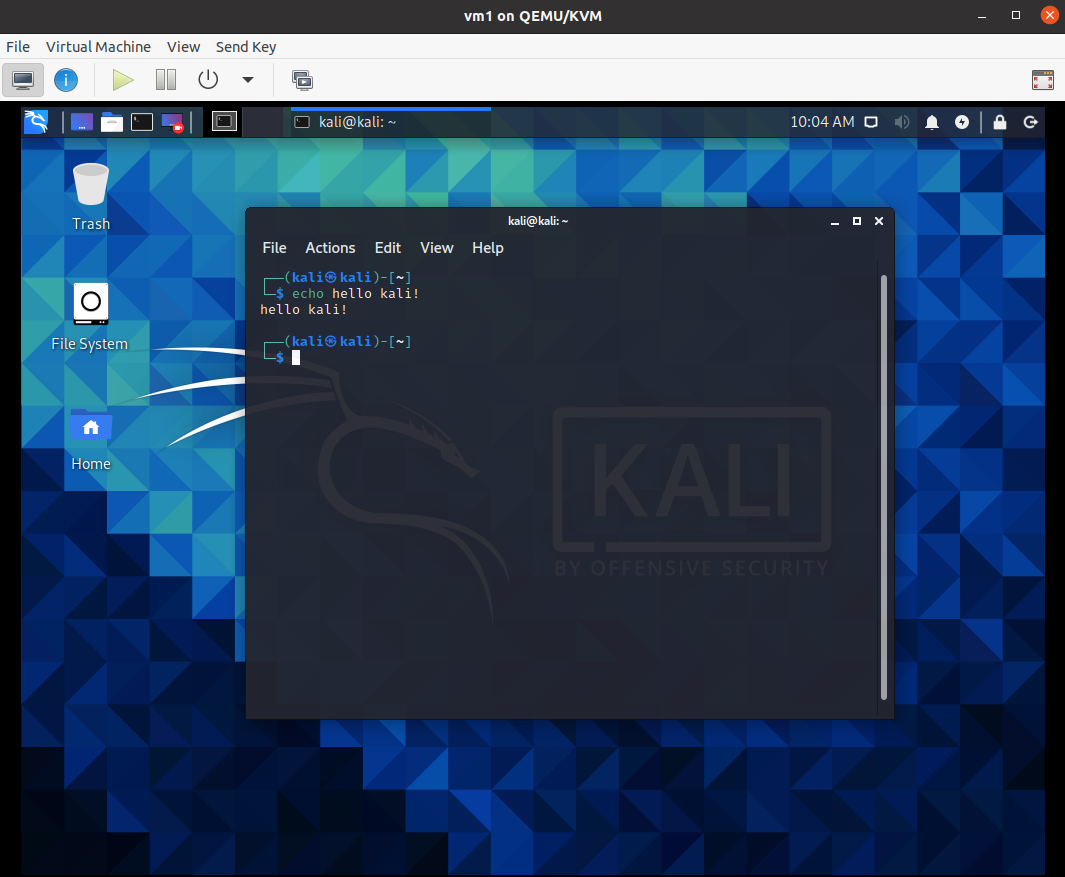 vm1 on QEMU/KVM
File Virtual Machine View Send Key
kali@kali: ~
10:04 AM
Trash
File System
Home
kali@kali: ~
File Actions Edit View Help
┌──(kali㉿kali)-[~]
└─$ echo hello kali!
hello kali!
┌──(kali㉿kali)-[~]
└─$
KALI
BY OFFENSIVE SECURITY